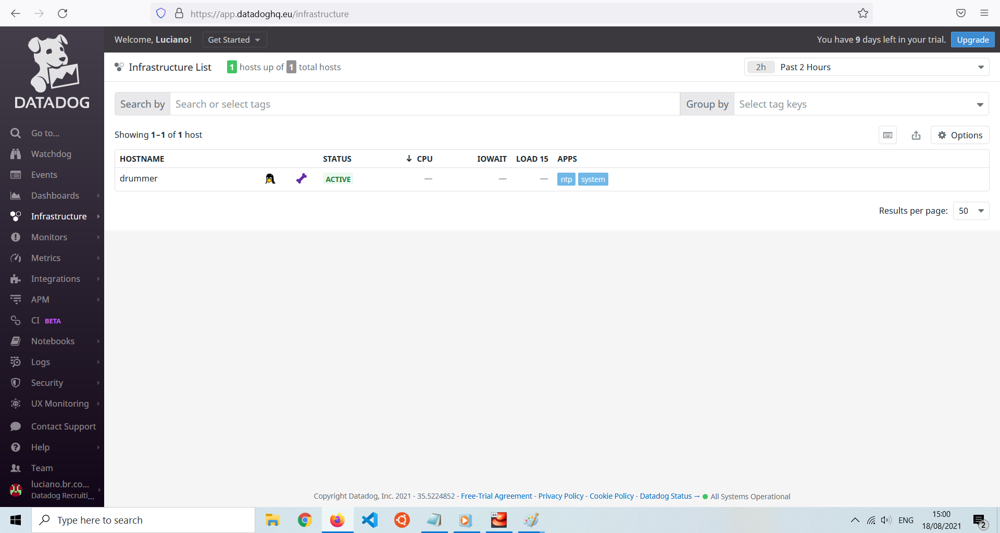 https://app.datadoghq.eu/infrastructure
DATADOG
Welcome, Luciano!
Get Started
You have 9 days left in your trial.
Upgrade
Infrastructure List
1 hosts up of 1 total hosts
2h Past 2 Hours
Search by
Search or select tags
Group by
Select tag keys
Showing 1–1 of 1 host
Options
HOSTNAME STATUS CPU IOWAIT LOAD 15 APPS
drummer ACTIVE — — — ntp system
Results per page: 50
Go to...
Watchdog
Events
Dashboards
Infrastructure
Monitors
Metrics
Integrations
APM
CI BETA
Notebooks
Logs
Security
UX Monitoring
Contact Support
Help
Team
luciano.br.co...
Datadog Recruiti...
Copyright Datadog, Inc. 2021 - 35.5224852 - Free-Trial Agreement - Privacy Policy - Cookie Policy - Datadog Status → All Systems Operational
Type here to search
64
ENG
15:00
18/08/2021
2